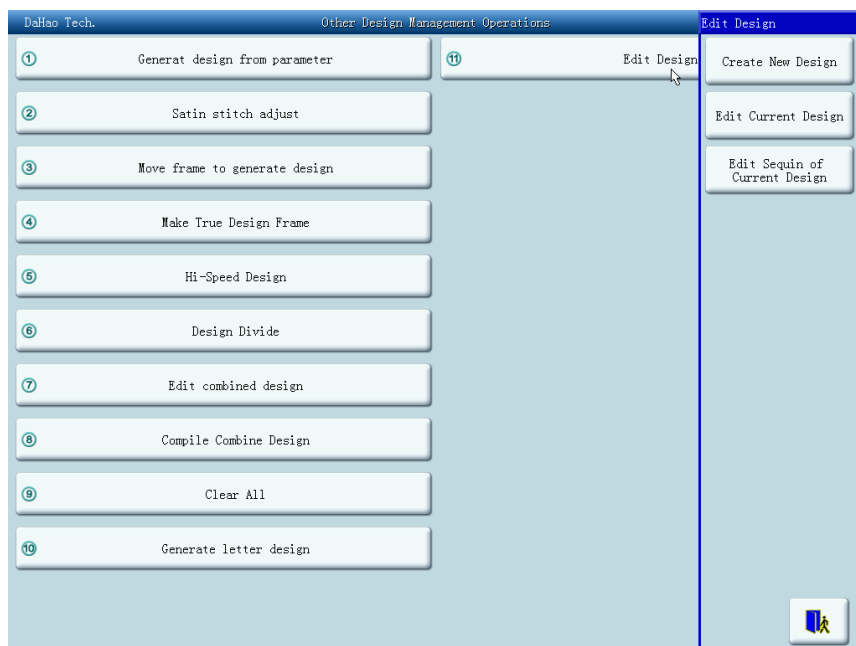 DaHao Tech.
Other Design Management Operations
Edit Design
① Generat design from parameter
② Satin stitch adjust
③ Move frame to generate design
④ Make True Design Frame
⑤ Hi-Speed Design
⑥ Design Divide
⑦ Edit combined design
⑧ Compile Combine Design
⑨ Clear All
⑩ Generate letter design
⑪ Edit Design
Create New Design
Edit Current Design
Edit Sequin of
Current Design